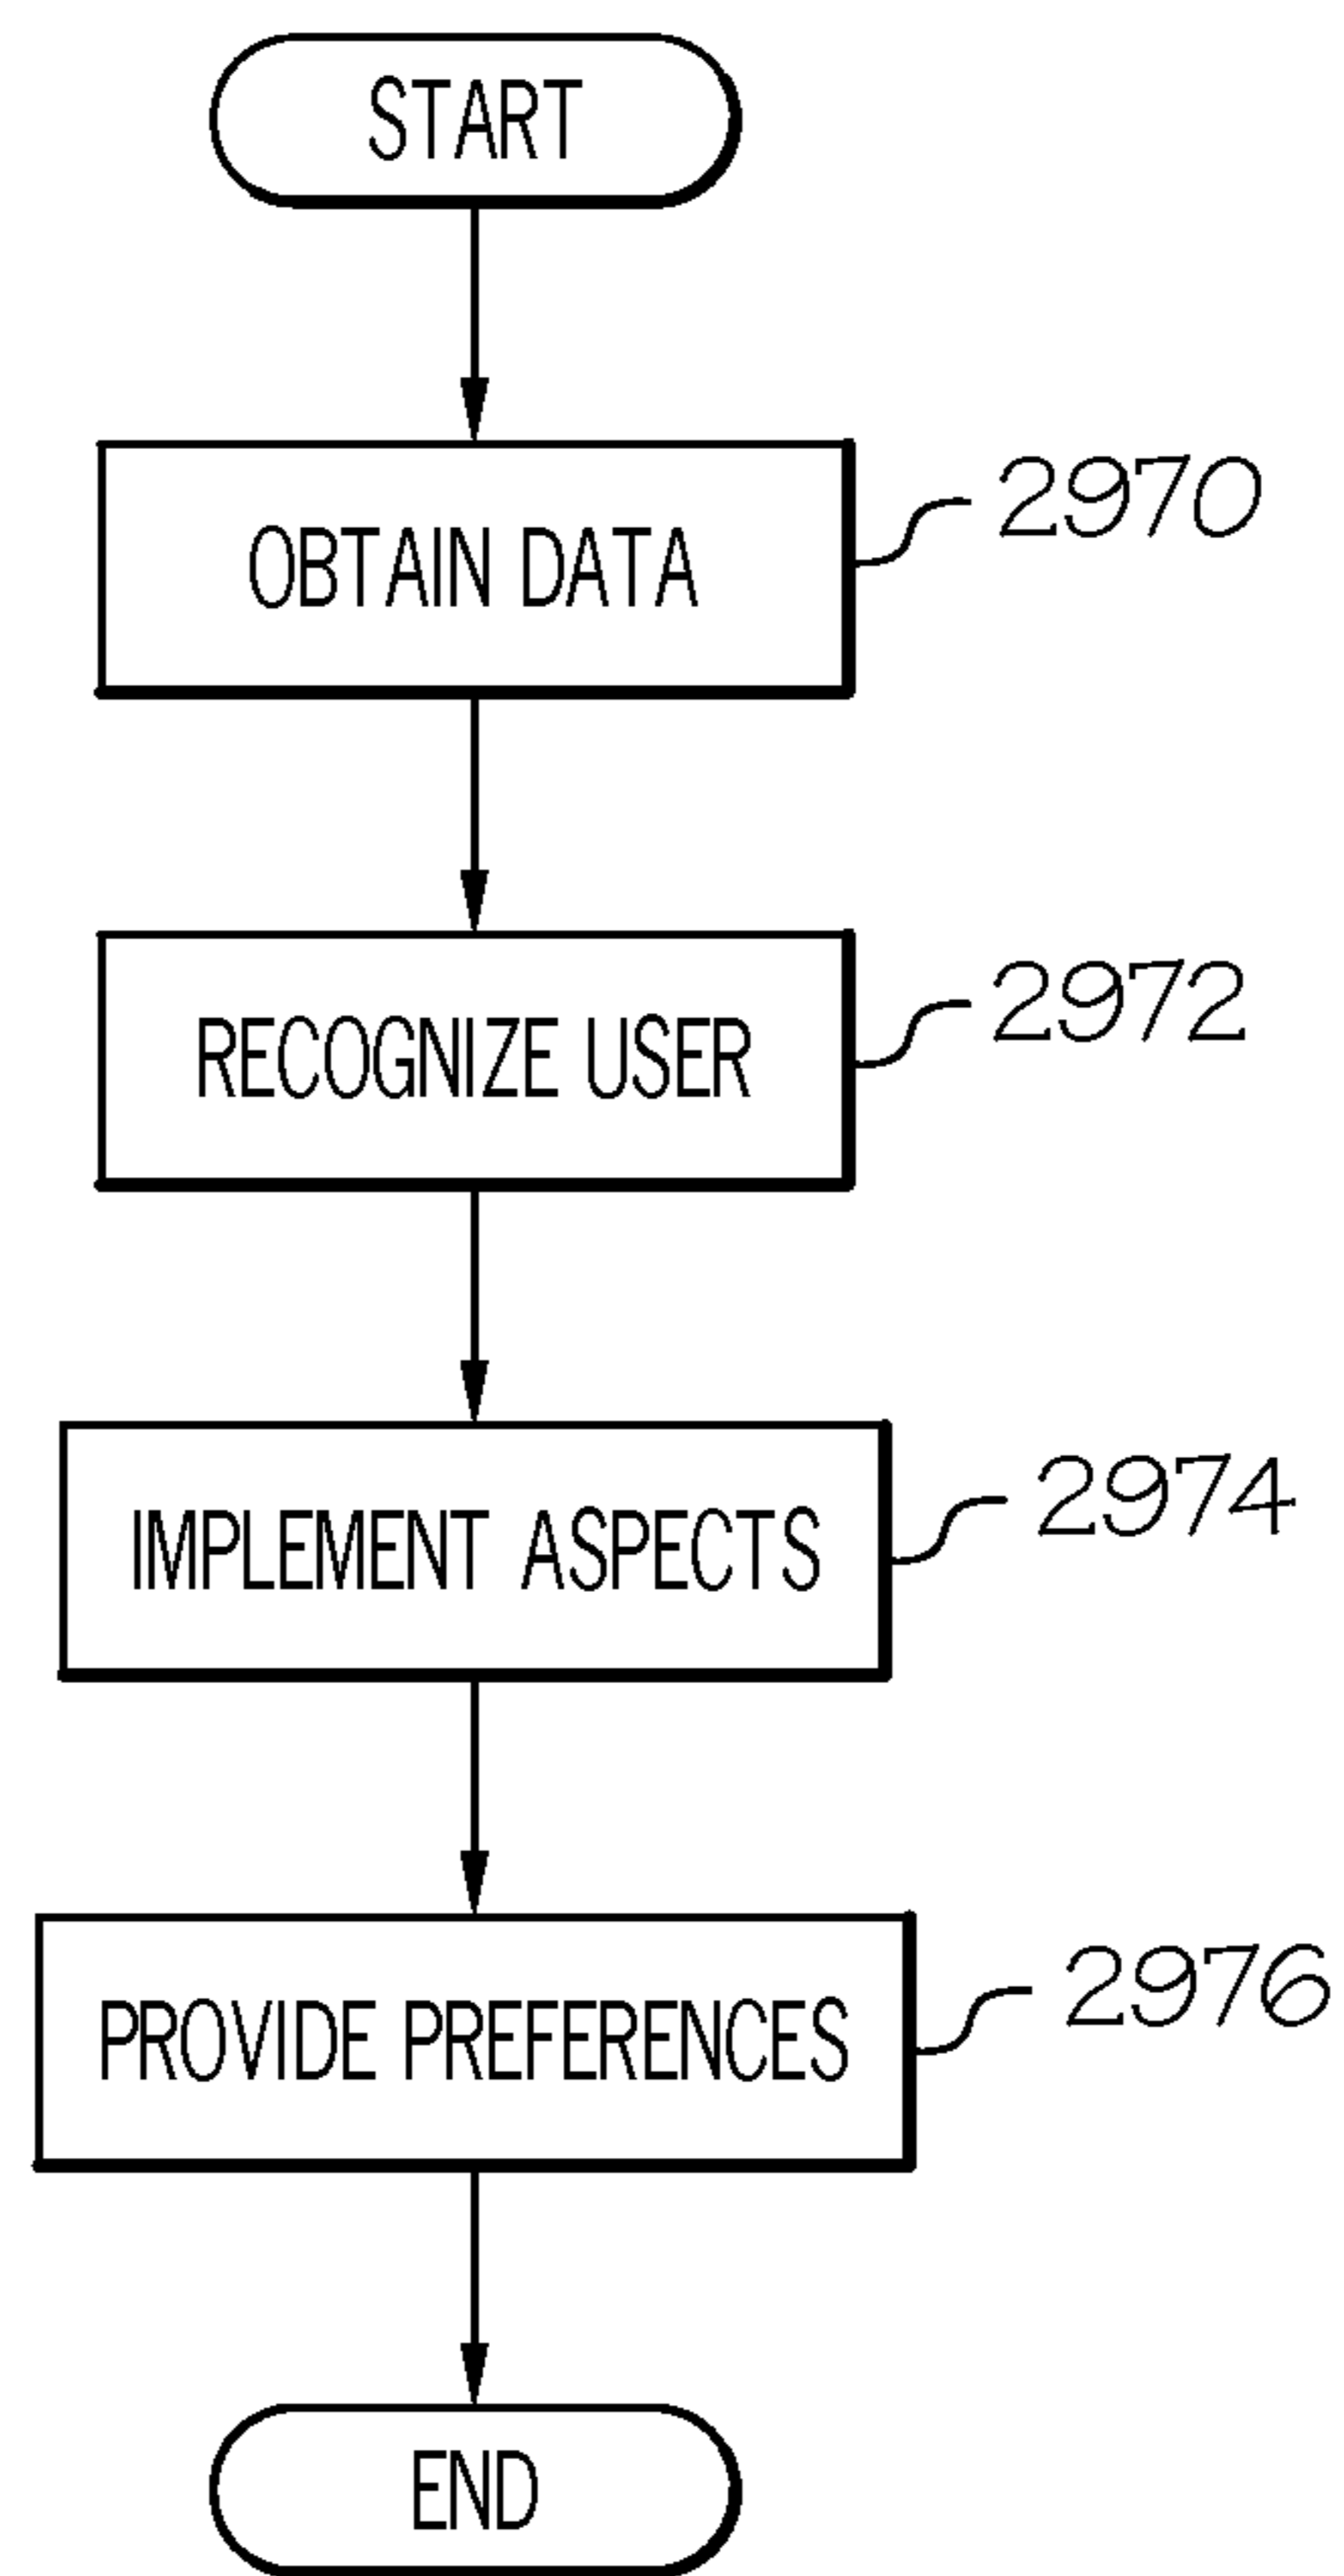 START
OBTAIN DATA
2970
RECOGNIZE USER
2972
IMPLEMENT ASPECTS
2974
PROVIDE PREFERENCES
2976
END